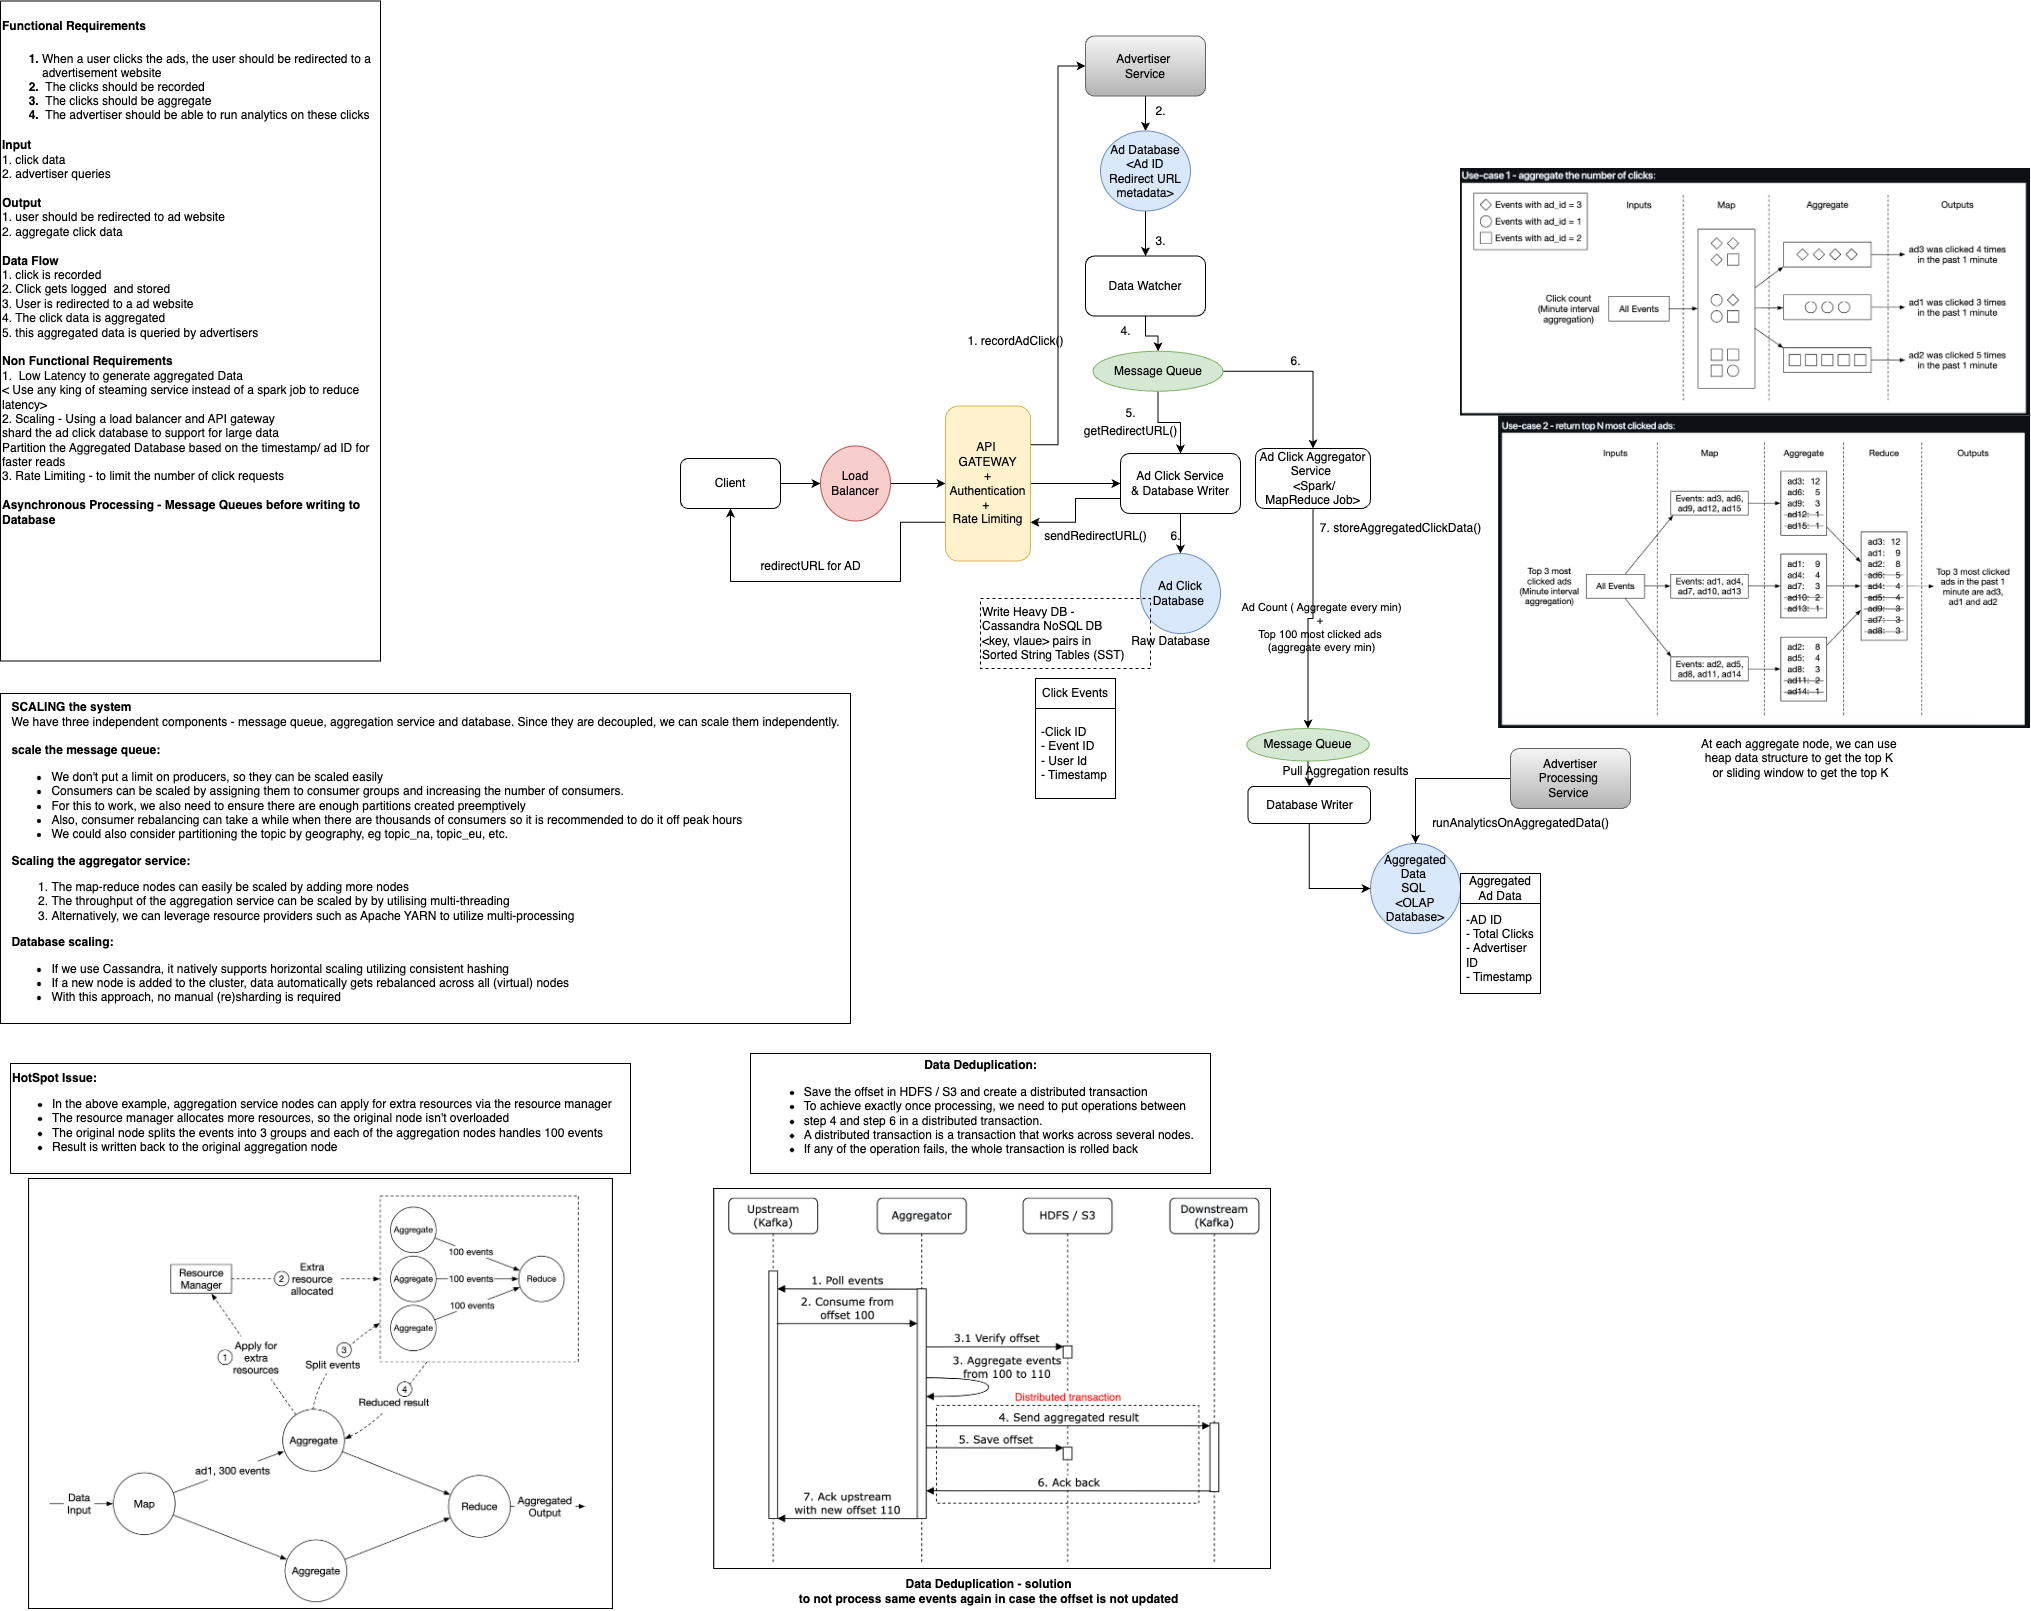 Functional Requirements
1. When a user clicks the ads, the user should be redirected to a
advertisement website
2. The clicks should be recorded
3. The clicks should be aggregate
4. The advertiser should be able to run analytics on these clicks
Input
1. click data
2. advertiser queries
Output
1. user should be redirected to ad website
2. aggregate click data
Data Flow
1. click is recorded
2. Click gets logged and stored
3. User is redirected to a ad website
4. The click data is aggregated
5. this aggregated data is queried by advertisers
Non Functional Requirements
1. Low Latency to generate aggregated Data
< Use any king of steaming service instead of a spark job to reduce
latency>
2. Scaling - Using a load balancer and API gateway
shard the ad click database to support for large data
Partition the Aggregated Database based on the timestamp/ ad ID for
faster reads
3. Rate Limiting - to limit the number of click requests
Asynchronous Processing - Message Queues before writing to
Database
Advertiser
Service
2.
Ad Database
<Ad ID
Redirect URL
metadata>
3.
Data Watcher
4.
1. recordAdClick()
Message Queue
6.
5.
getRedirectURL()
Client
Load
Balancer
API
GATEWAY
+
Authentication
+
Rate Limiting
Ad Click Service
& Database Writer
Ad Click Aggregator
Service
<Spark/
MapReduce Job>
sendRedirectURL()
6.
7. storeAggregatedClickData()
redirectURL for AD
Ad Click
Database
Raw Database
Write Heavy DB -
Cassandra NoSQL DB
<key, vlaue> pairs in
Sorted String Tables (SST)
Ad Count ( Aggregate every min)
+
Top 100 most clicked ads
(aggregate every min)
Click Events
-Click ID
- Event ID
- User Id
- Timestamp
Message Queue
Pull Aggregation results
Database Writer
Advertiser
Processing
Service
runAnalyticsOnAggregatedData()
Aggregated
Data
SQL
<OLAP
Database>
Aggregated
Ad Data
-AD ID
- Total Clicks
- Advertiser
ID
- Timestamp
Use-case 1 - aggregate the number of clicks:
Events with ad_id = 3
Events with ad_id = 1
Events with ad_id = 2
Inputs
Map
Aggregate
Outputs
Click count
(Minute interval
aggregation)
All Events
ad3 was clicked 4 times
in the past 1 minute
ad1 was clicked 3 times
in the past 1 minute
ad2 was clicked 5 times
in the past 1 minute
Use-case 2 - return top N most clicked ads:
Inputs
Map
Aggregate
Reduce
Outputs
Top 3 most
clicked ads
(Minute interval
aggregation)
All Events
Events: ad3, ad6,
ad9, ad12, ad15
Events: ad1, ad4,
ad7, ad10, ad13
Events: ad2, ad5,
ad8, ad11, ad14
ad3: 12
ad6: 5
ad9: 3
ad12: 1
ad15: 1
ad1: 9
ad4: 4
ad7: 3
ad10: 2
ad13: 1
ad2: 8
ad5: 4
ad8: 3
ad11: 2
ad14: 1
ad3: 12
ad1: 9
ad2: 8
ad6: 5
ad4: 4
ad5: 4
ad9: 3
ad7: 3
ad8: 3
Top 3 most clicked
ads in the past 1
minute are ad3,
ad1 and ad2
At each aggregate node, we can use
heap data structure to get the top K
or sliding window to get the top K
SCALING the system
We have three independent components - message queue, aggregation service and database. Since they are decoupled, we can scale them independently.
scale the message queue:
• We don't put a limit on producers, so they can be scaled easily
• Consumers can be scaled by assigning them to consumer groups and increasing the number of consumers.
• For this to work, we also need to ensure there are enough partitions created preemptively
• Also, consumer rebalancing can take a while when there are thousands of consumers so it is recommended to do it off peak hours
• We could also consider partitioning the topic by geography, eg topic_na, topic_eu, etc.
Scaling the aggregator service:
1. The map-reduce nodes can easily be scaled by adding more nodes
2. The throughput of the aggregation service can be scaled by by utilising multi-threading
3. Alternatively, we can leverage resource providers such as Apache YARN to utilize multi-processing
Database scaling:
• If we use Cassandra, it natively supports horizontal scaling utilizing consistent hashing
• If a new node is added to the cluster, data automatically gets rebalanced across all (virtual) nodes
• With this approach, no manual (re)sharding is required
HotSpot Issue:
• In the above example, aggregation service nodes can apply for extra resources via the resource manager
• The resource manager allocates more resources, so the original node isn't overloaded
• The original node splits the events into 3 groups and each of the aggregation nodes handles 100 events
• Result is written back to the original aggregation node
Resource
Manager
2
Extra
resource
allocated
Aggregate
Aggregate
Aggregate
100 events
100 events
100 events
Reduce
1
Apply for
extra
resources
3
Split events
4
Reduced result
Aggregate
ad1, 300 events
Data
Input
Map
Reduce
Aggregated
Output
Aggregate
Data Deduplication:
• Save the offset in HDFS / S3 and create a distributed transaction
• To achieve exactly once processing, we need to put operations between
• step 4 and step 6 in a distributed transaction.
• A distributed transaction is a transaction that works across several nodes.
• If any of the operation fails, the whole transaction is rolled back
Upstream
(Kafka)
Aggregator
HDFS / S3
Downstream
(Kafka)
1. Poll events
2. Consume from
offset 100
3.1 Verify offset
3. Aggregate events
from 100 to 110
Distributed transaction
4. Send aggregated result
5. Save offset
6. Ack back
7. Ack upstream
with new offset 110
Data Deduplication - solution
to not process same events again in case the offset is not updated